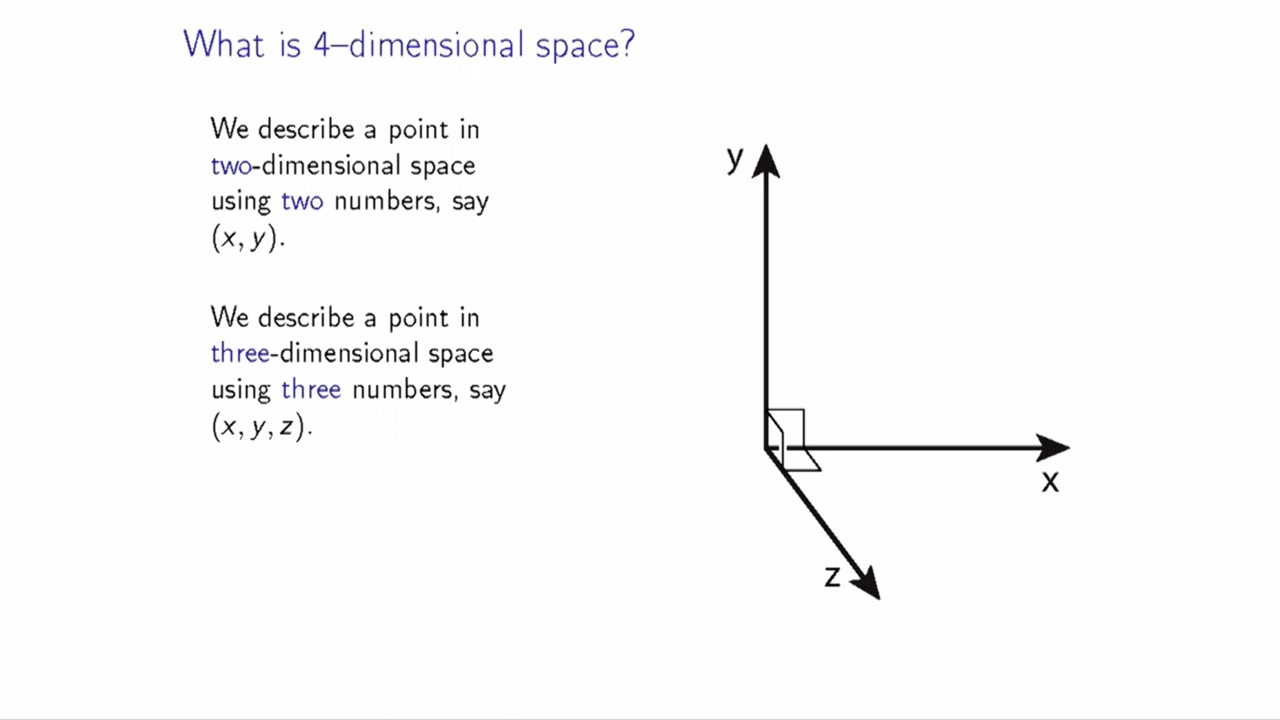 What is 4–dimensional space?
We describe a point in
two-dimensional space
using two numbers, say
(x, y).
We describe a point in
three-dimensional space
using three numbers, say
(x, y, z).
y
x
z